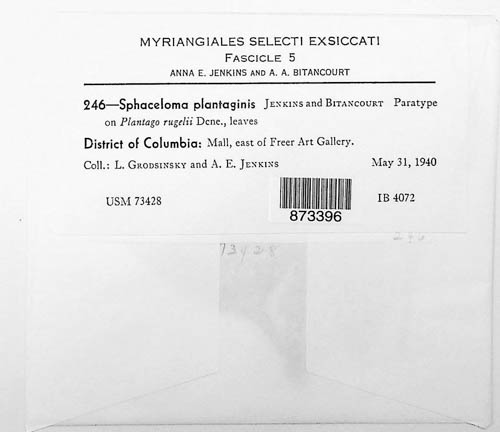 MYRIANGIALES SELECTI EXSICCATI
FASCICLE 5
ANNA E. JENKINS AND A. A. BITANCOURT
246—Sphaceloma plantaginis JENKINS and BITANCOURT Paratype
on Plantago rugelii Dcne., leaves
District of Columbia: Mall, east of Freer Art Gallery.
Coll.: L. GRODSINSKY and A. E. JENKINS May 31, 1940
USM 73428 IB 4072
873396
246
73428